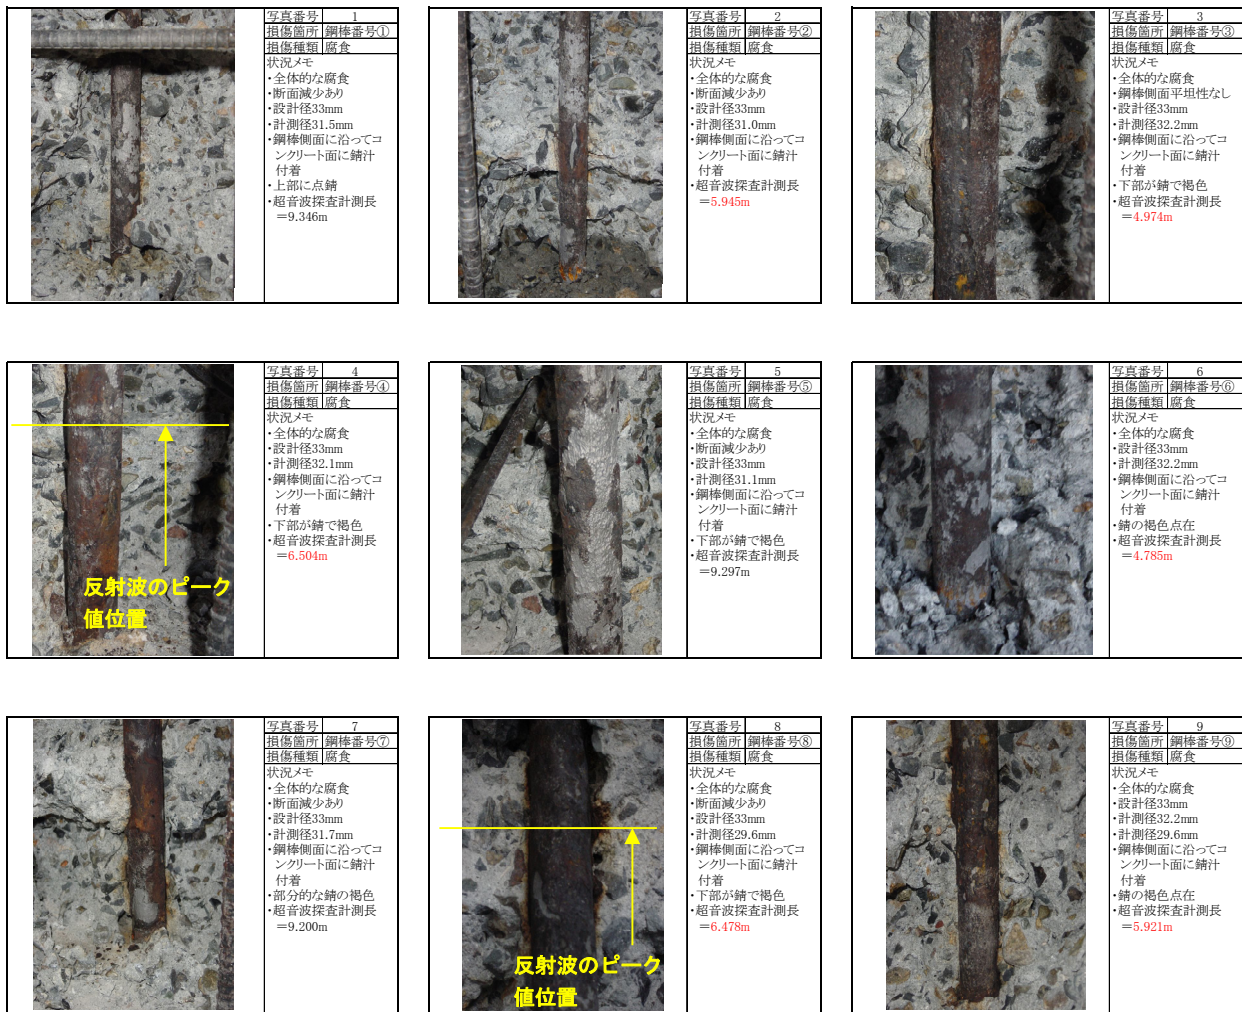 写真番号 1
損傷箇所 鋼棒番号①
損傷種類 腐食
状況メモ
・全体的な腐食
・断面減少あり
・設計径33mm
・計測径31.5mm
・鋼棒側面に沿ってコ
ンクリート面に錆汁
付着
・上部に点錆
・超音波探査計測長
＝9.346m
写真番号 2
損傷箇所 鋼棒番号②
損傷種類 腐食
状況メモ
・全体的な腐食
・断面減少あり
・設計径33mm
・計測径31.0mm
・鋼棒側面に沿ってコ
ンクリート面に錆汁
付着
・超音波探査計測長
＝5.945m
写真番号 3
損傷箇所 鋼棒番号③
損傷種類 腐食
状況メモ
・全体的な腐食
・鋼棒側面平坦性なし
・設計径33mm
・計測径32.2mm
・鋼棒側面に沿ってコ
ンクリート面に錆汁
付着
・下部が錆で褐色
・超音波探査計測長
＝4.974m
写真番号 4
損傷箇所 鋼棒番号④
損傷種類 腐食
状況メモ
・全体的な腐食
・設計径33mm
・計測径32.1mm
・鋼棒側面に沿ってコ
ンクリート面に錆汁
付着
・下部が錆で褐色
・超音波探査計測長
＝6.504m
反射波のピーク
値位置
写真番号 5
損傷箇所 鋼棒番号⑤
損傷種類 腐食
状況メモ
・全体的な腐食
・断面減少あり
・設計径33mm
・計測径31.1mm
・鋼棒側面に沿ってコ
ンクリート面に錆汁
付着
・下部が錆で褐色
・超音波探査計測長
＝9.297m
写真番号 6
損傷箇所 鋼棒番号⑥
損傷種類 腐食
状況メモ
・全体的な腐食
・設計径33mm
・計測径32.2mm
・鋼棒側面に沿ってコ
ンクリート面に錆汁
付着
・錆の褐色点在
・超音波探査計測長
＝4.785m
写真番号 7
損傷箇所 鋼棒番号⑦
損傷種類 腐食
状況メモ
・全体的な腐食
・断面減少あり
・設計径33mm
・計測径31.7mm
・鋼棒側面に沿ってコ
ンクリート面に錆汁
付着
・部分的な錆の褐色
・超音波探査計測長
＝9.200m
写真番号 8
損傷箇所 鋼棒番号⑧
損傷種類 腐食
状況メモ
・全体的な腐食
・断面減少あり
・設計径33mm
・計測径29.6mm
・鋼棒側面に沿ってコ
ンクリート面に錆汁
付着
・下部が錆で褐色
・超音波探査計測長
＝6.478m
反射波のピーク
値位置
写真番号 9
損傷箇所 鋼棒番号⑨
損傷種類 腐食
状況メモ
・全体的な腐食
・設計径33mm
・計測径32.2mm
・計測径29.6mm
・鋼棒側面に沿ってコ
ンクリート面に錆汁
付着
・錆の褐色点在
・超音波探査計測長
＝5.921m